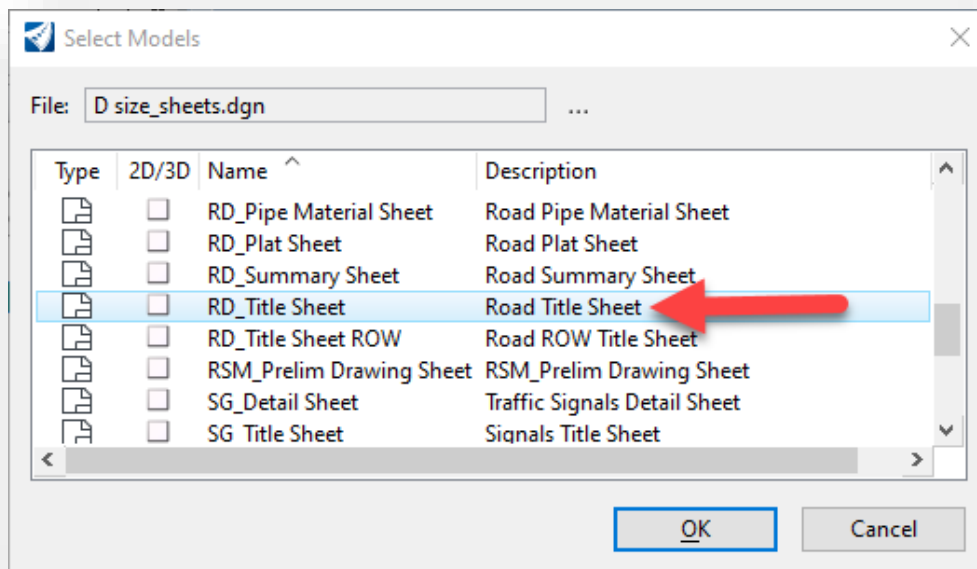 Select Models
File: D size_sheets.dgn ...
Type 2D/3D Name Description
RD_Pipe Material Sheet Road Pipe Material Sheet
RD_Plat Sheet Road Plat Sheet
RD_Summary Sheet Road Summary Sheet
RD_Title Sheet Road Title Sheet
RD_Title Sheet ROW Road ROW Title Sheet
RSM_Prelim Drawing Sheet RSM_Prelim Drawing Sheet
SG_Detail Sheet Traffic Signals Detail Sheet
SG_Title Sheet Signals Title Sheet
OK Cancel